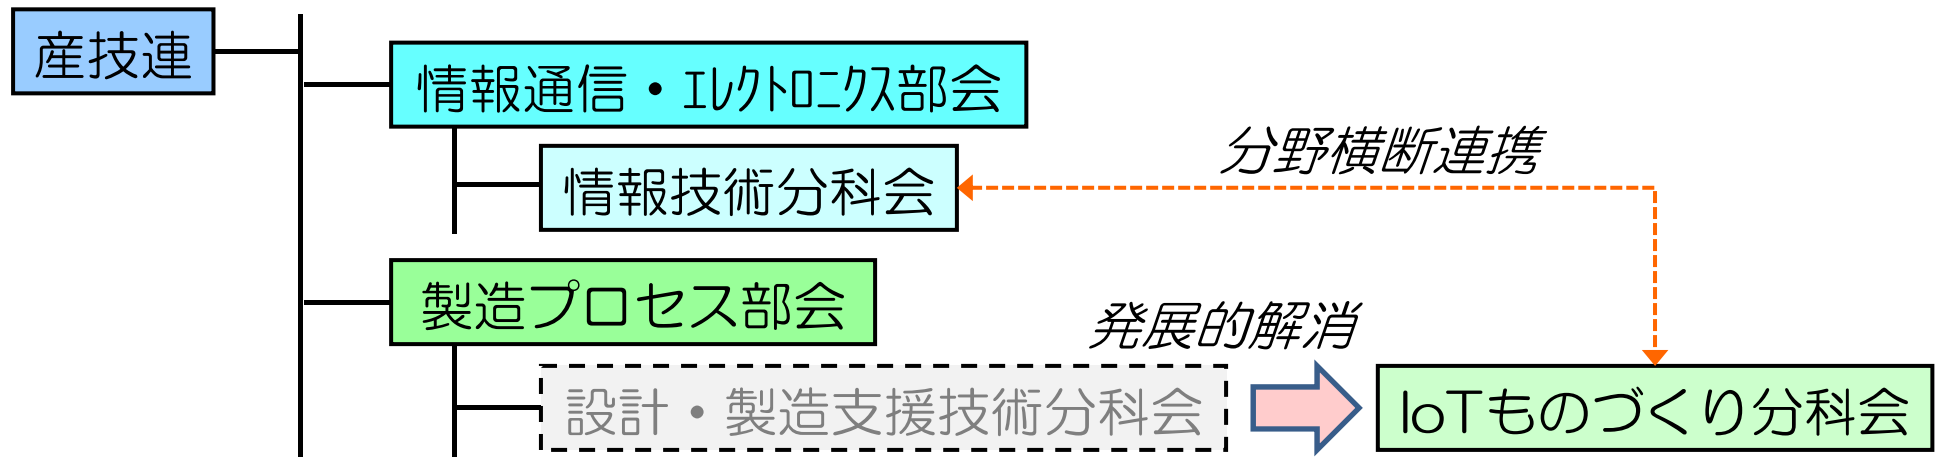 産技連
情報通信・ｴﾚｸﾄﾛﾆｸｽ部会
分野横断連携
情報技術分科会
製造プロセス部会
発展的解消
設計・製造支援技術分科会
IoTものづくり分科会